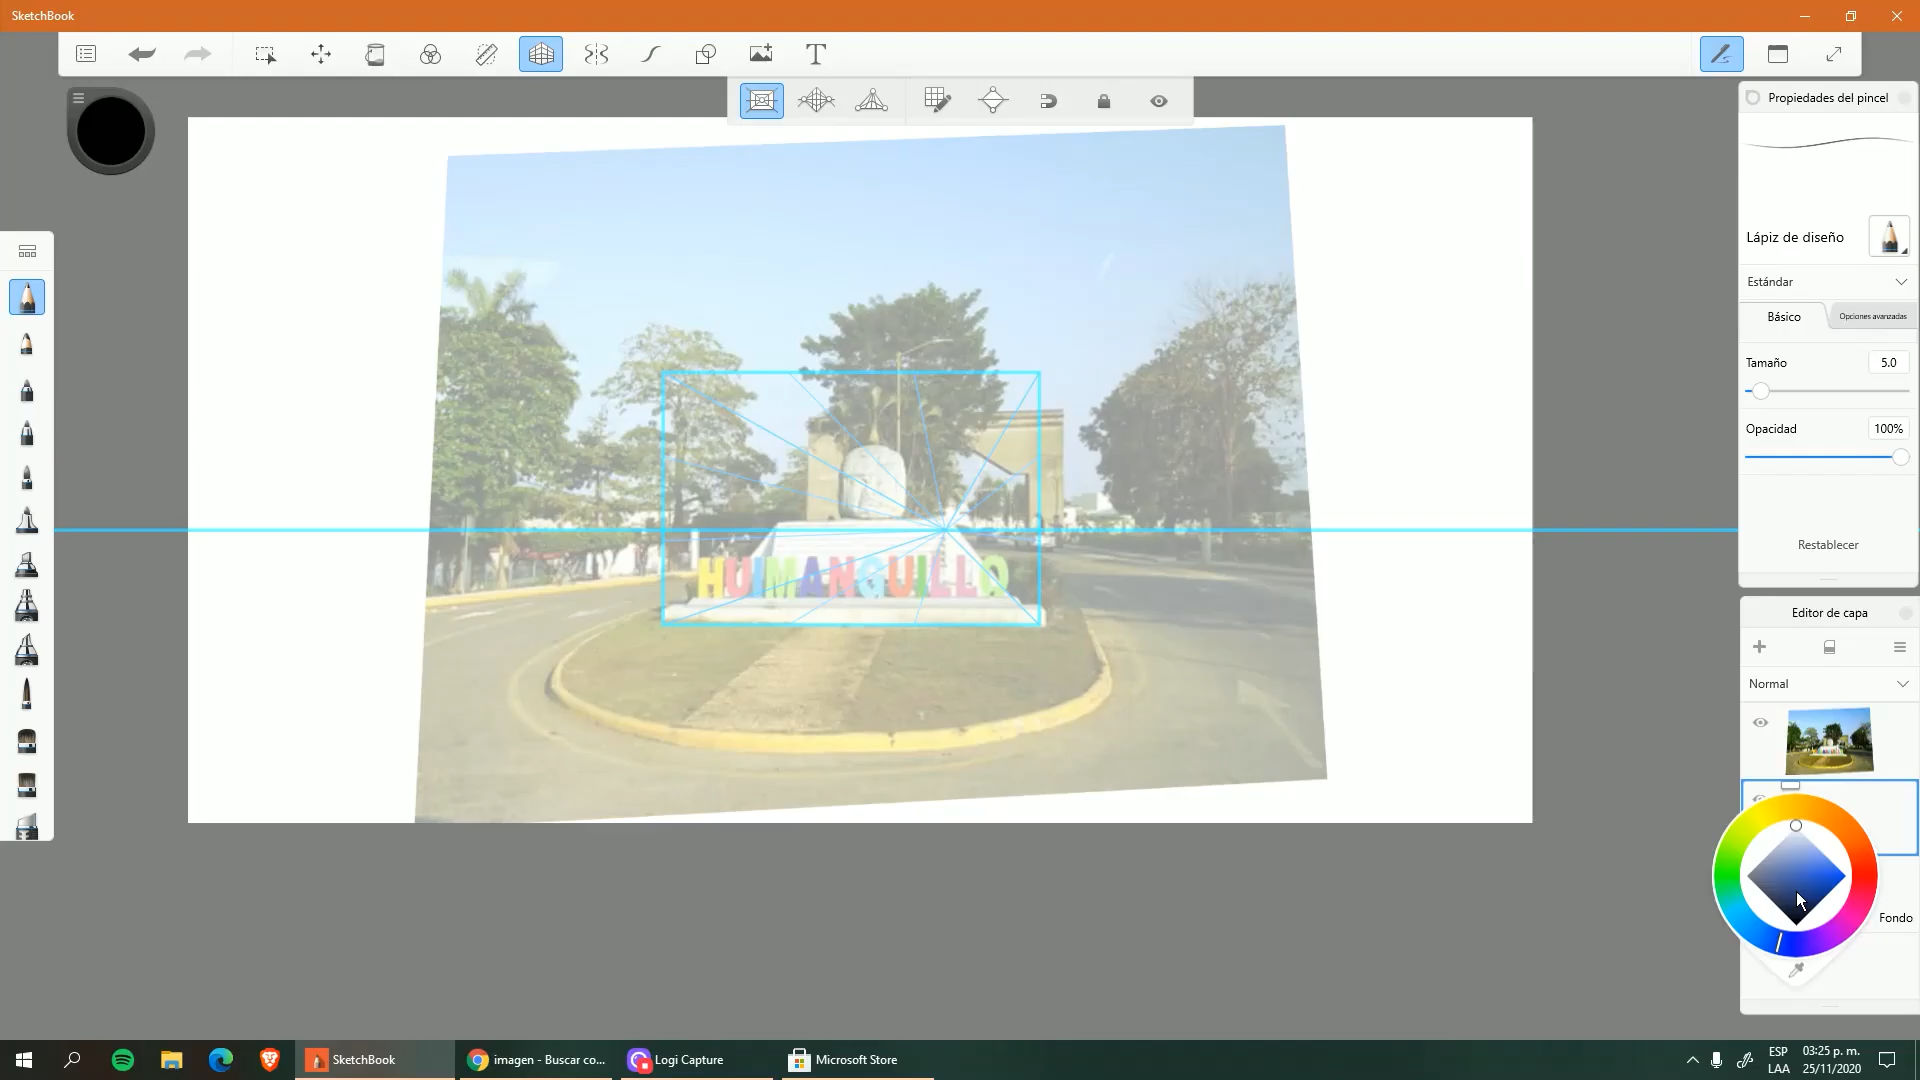 SketchBook
Propiedades del pincel
Lápiz de diseño
Estándar
Básico
Opciones avanzadas
Tamaño
5.0
Opacidad
100%
Restablecer
Editor de capa
Normal
Fondo
HUIMANGUILLO
SketchBook
imagen - Buscar co...
Logi Capture
Microsoft Store
ESP
LAA
03:25 p. m.
25/11/2020